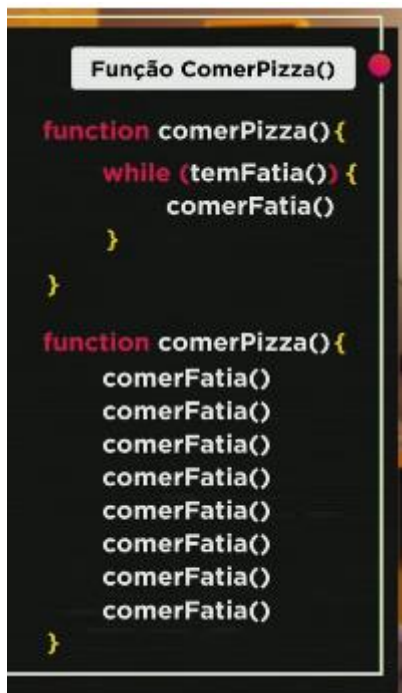 Função ComerPizza()
function comerPizza(){
while (temFatia()) {
comerFatia()
}
}
function comerPizza(){
comerFatia()
comerFatia()
comerFatia()
comerFatia()
comerFatia()
comerFatia()
comerFatia()
comerFatia()
}